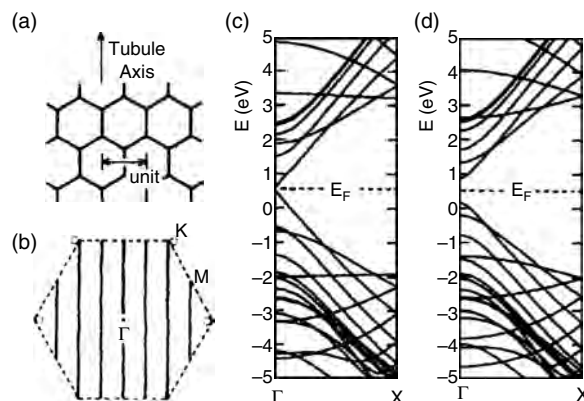 (a)
Tubule
Axis
unit
(b)
K
M
Γ
(c)
E (eV)
5
4
3
2
1
0
−1
−2
−3
−4
−5
E_F
Γ
X
(d)
E (eV)
5
4
3
2
1
0
−1
−2
−3
−4
−5
E_F
Γ
X